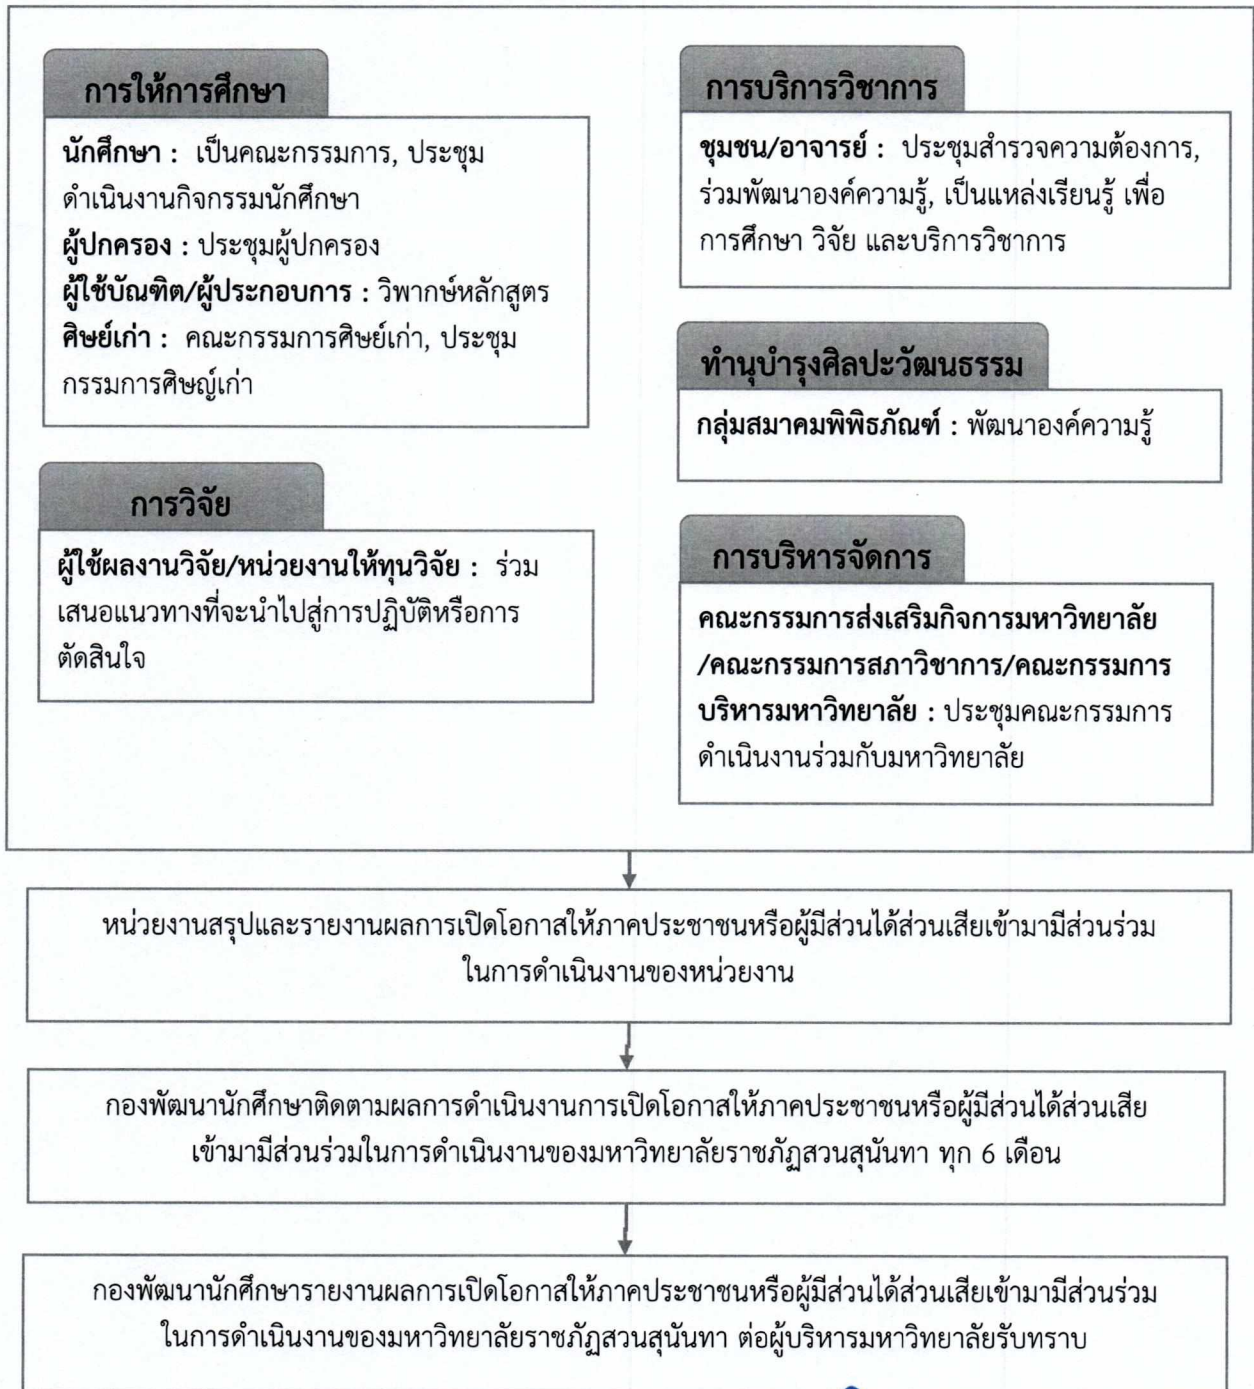 การให้การศึกษา
นักศึกษา : เป็นคณะกรรมการ, ประชุม
ดำเนินงานกิจกรรมนักศึกษา
ผู้ปกครอง : ประชุมผู้ปกครอง
ผู้ใช้บัณฑิต/ผู้ประกอบการ : วิพากษ์หลักสูตร
ศิษย์เก่า : คณะกรรมการศิษย์เก่า, ประชุม
กรรมการศิษญ์เก่า
การวิจัย
ผู้ใช้ผลงานวิจัย/หน่วยงานให้ทุนวิจัย : ร่วม
เสนอแนวทางที่จะนำไปสู่การปฏิบัติหรือการ
ตัดสินใจ
การบริการวิชาการ
ชุมชน/อาจารย์ : ประชุมสำรวจความต้องการ,
ร่วมพัฒนาองค์ความรู้, เป็นแหล่งเรียนรู้ เพื่อ
การศึกษา วิจัย และบริการวิชาการ
ทำนุบำรุงศิลปะวัฒนธรรม
กลุ่มสมาคมพิพิธภัณฑ์ : พัฒนาองค์ความรู้
การบริหารจัดการ
คณะกรรมการส่งเสริมกิจการมหาวิทยาลัย
/คณะกรรมการสภาวิชาการ/คณะกรรมการ
บริหารมหาวิทยาลัย : ประชุมคณะกรรมการ
ดำเนินงานร่วมกับมหาวิทยาลัย
หน่วยงานสรุปและรายงานผลการเปิดโอกาสให้ภาคประชาชนหรือผู้มีส่วนได้ส่วนเสียเข้ามามีส่วนร่วม
ในการดำเนินงานของหน่วยงาน
กองพัฒนานักศึกษาติดตามผลการดำเนินงานการเปิดโอกาสให้ภาคประชาชนหรือผู้มีส่วนได้ส่วนเสีย
เข้ามามีส่วนร่วมในการดำเนินงานของมหาวิทยาลัยราชภัฏสวนสุนันทา ทุก 6 เดือน
กองพัฒนานักศึกษารายงานผลการเปิดโอกาสให้ภาคประชาชนหรือผู้มีส่วนได้ส่วนเสียเข้ามามีส่วนร่วม
ในการดำเนินงานของมหาวิทยาลัยราชภัฏสวนสุนันทา ต่อผู้บริหารมหาวิทยาลัยรับทราบ